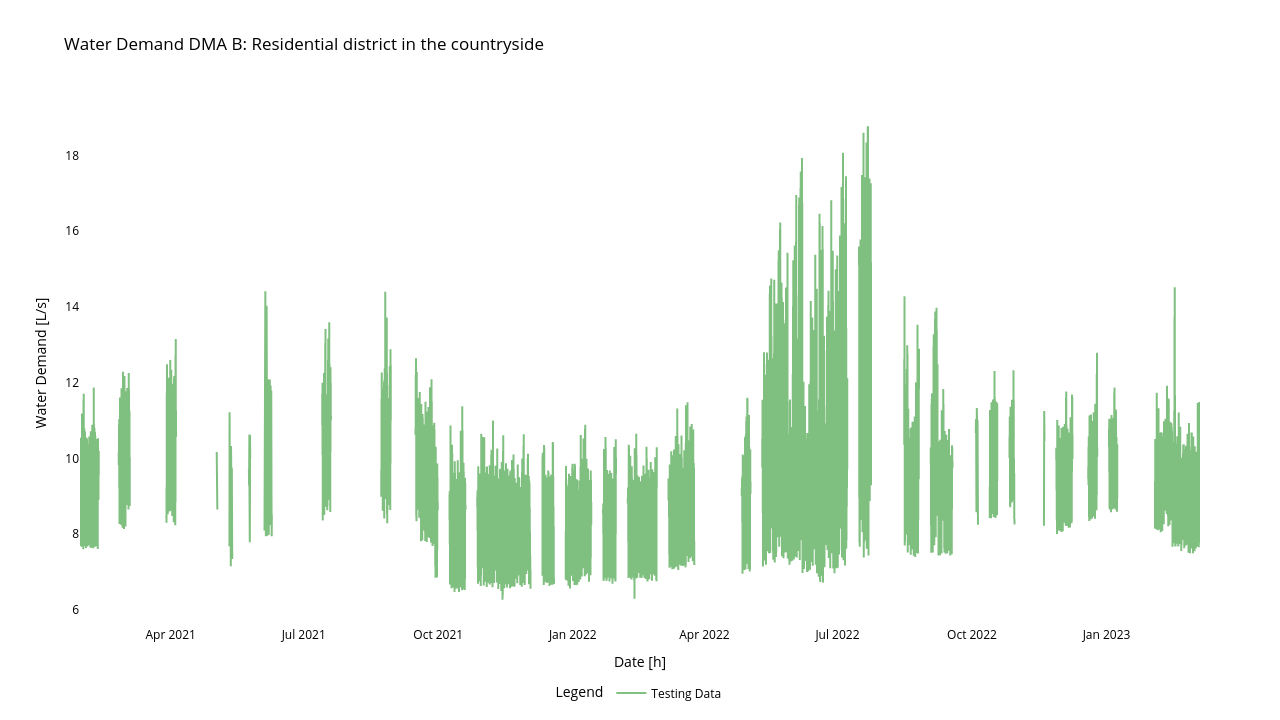 Water Demand DMA B: Residential district in the countryside
18
16
14
12
10
8
6
Water Demand [L/s]
Apr 2021
Jul 2021
Oct 2021
Jan 2022
Apr 2022
Jul 2022
Oct 2022
Jan 2023
Date [h]
Legend
Testing Data